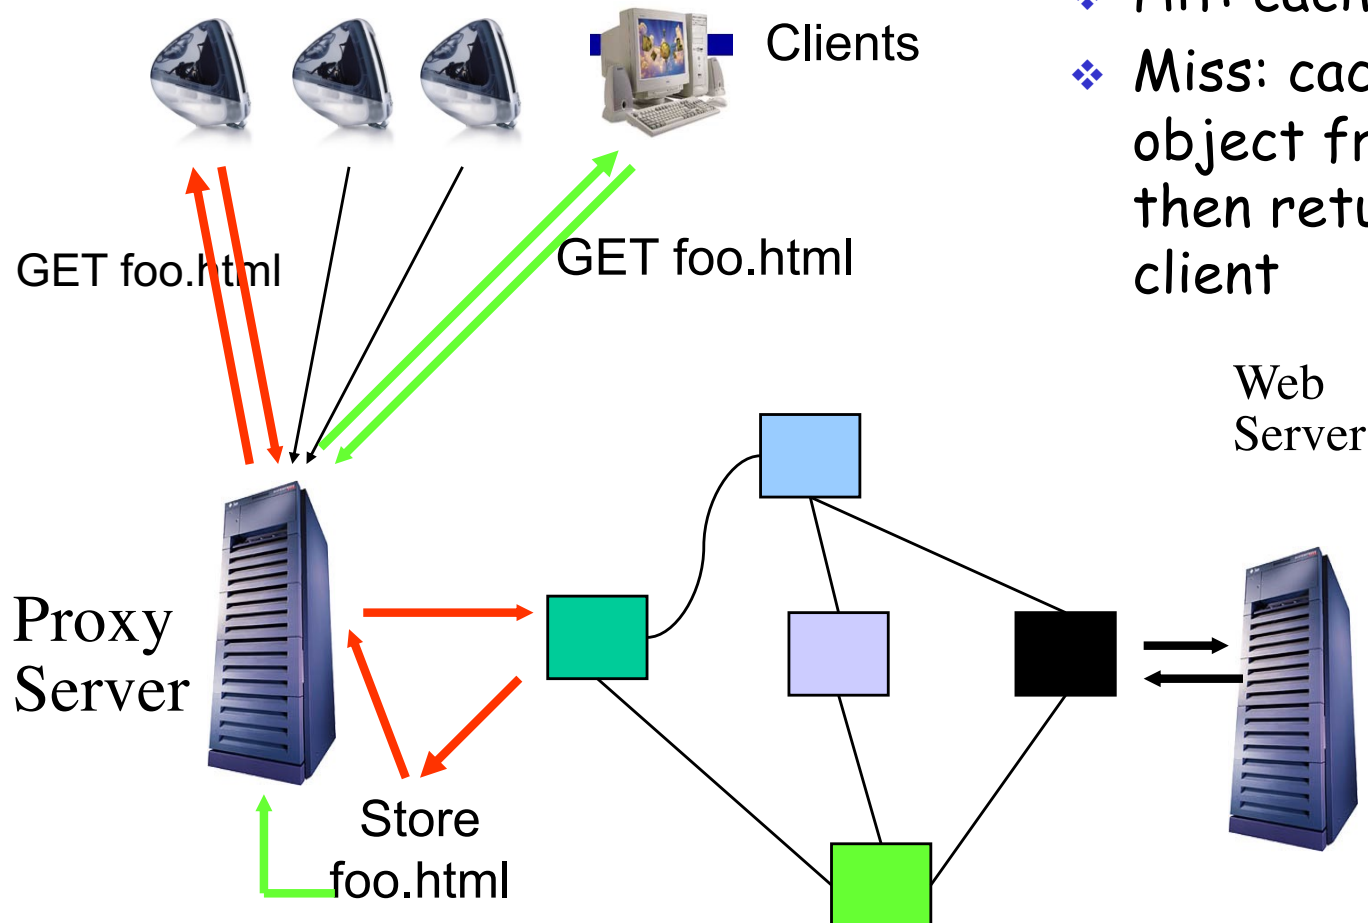 Clients
Miss: cac
object fr
then retu
client
GET foo.html
GET foo.html
Web
Server
Proxy
Server
Store
foo.html